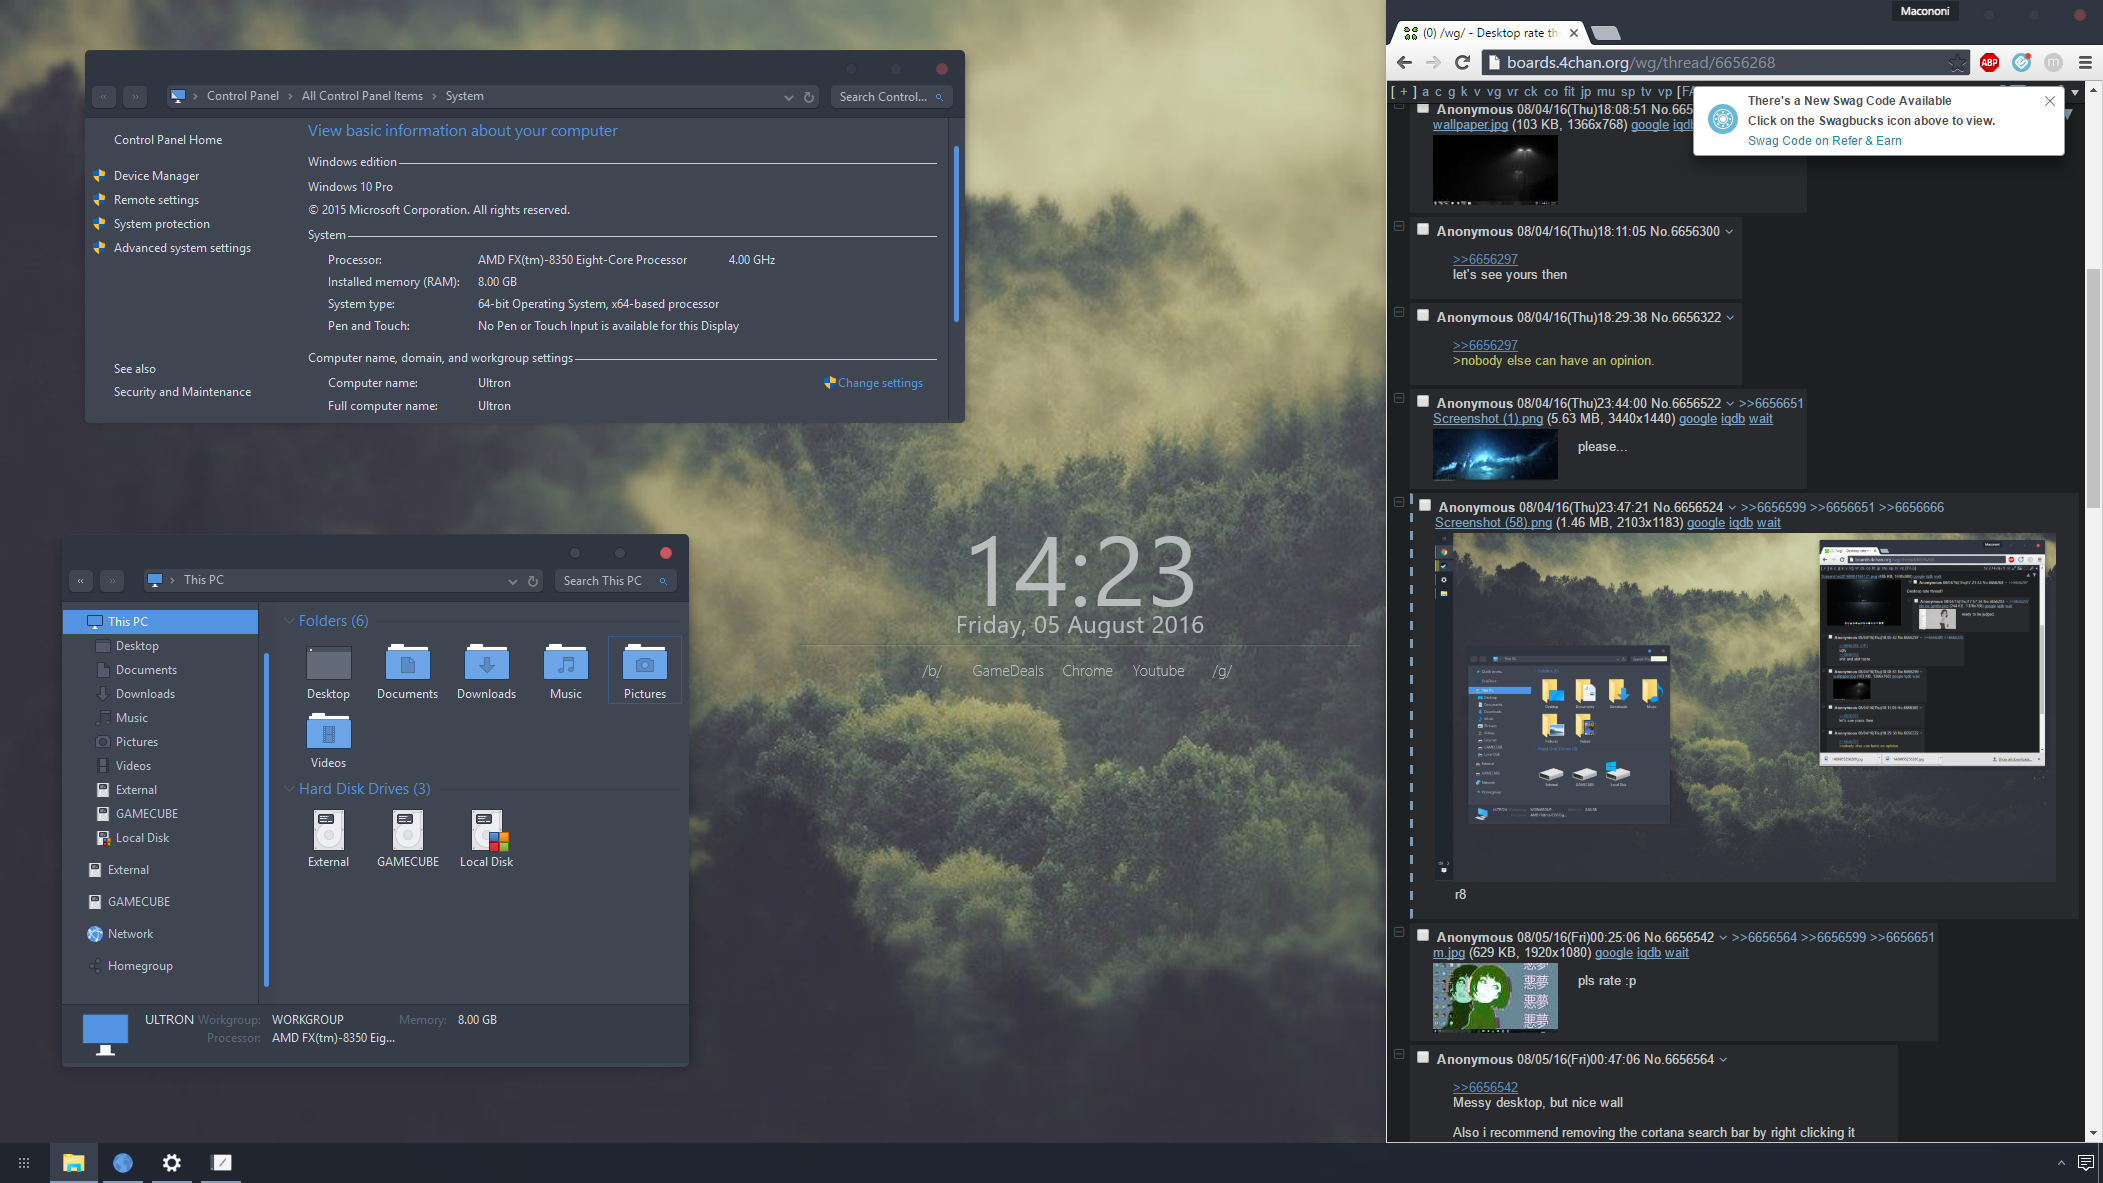 Control Panel › All Control Panel Items › System
Search Control...
Control Panel Home
Device Manager
Remote settings
System protection
Advanced system settings
See also
Security and Maintenance
View basic information about your computer
Windows edition
Windows 10 Pro
© 2015 Microsoft Corporation. All rights reserved.
System
Processor: AMD FX(tm)-8350 Eight-Core Processor 4.00 GHz
Installed memory (RAM): 8.00 GB
System type: 64-bit Operating System, x64-based processor
Pen and Touch: No Pen or Touch Input is available for this Display
Computer name, domain, and workgroup settings
Computer name: Ultron
Change settings
Full computer name: Ultron
This PC
Search This PC
This PC
Desktop
Documents
Downloads
Music
Pictures
Videos
External
GAMECUBE
Local Disk
External
GAMECUBE
Network
Homegroup
Folders (6)
Desktop Documents Downloads Music Pictures
Videos
Hard Disk Drives (3)
External GAMECUBE Local Disk
ULTRON Workgroup: WORKGROUP Memory: 8.00 GB
Processor: AMD FX(tm)-8350 Eig...
14:23
Friday, 05 August 2016
/b/ GameDeals Chrome Youtube /g/
Macononi
(0) /wg/ - Desktop rate th
boards.4chan.org/wg/thread/6656268
ABP
m
[ + ] a c g k v vg vr ck co fit jp mu sp tv vp [FA
There's a New Swag Code Available
Click on the Swagbucks icon above to view.
Swag Code on Refer & Earn
Anonymous 08/04/16(Thu)18:08:51 No.665
wallpaper.jpg (103 KB, 1366x768) google iqdb
Anonymous 08/04/16(Thu)18:11:05 No.6656300
>>6656297
let's see yours then
Anonymous 08/04/16(Thu)18:29:38 No.6656322
>>6656297
>nobody else can have an opinion.
Anonymous 08/04/16(Thu)23:44:00 No.6656522 >>6656651
Screenshot (1).png (5.63 MB, 3440x1440) google iqdb wait
please...
Anonymous 08/04/16(Thu)23:47:21 No.6656524 >>6656599 >>6656651 >>6656666
Screenshot (58).png (1.46 MB, 2103x1183) google iqdb wait
r8
Anonymous 08/05/16(Fri)00:25:06 No.6656542 >>6656564 >>6656599 >>6656651
m.jpg (629 KB, 1920x1080) google iqdb wait
悪夢
悪夢
悪夢
悪夢
pls rate :p
Anonymous 08/05/16(Fri)00:47:06 No.6656564
>>6656542
Messy desktop, but nice wall
Also i recommend removing the cortana search bar by right clicking it